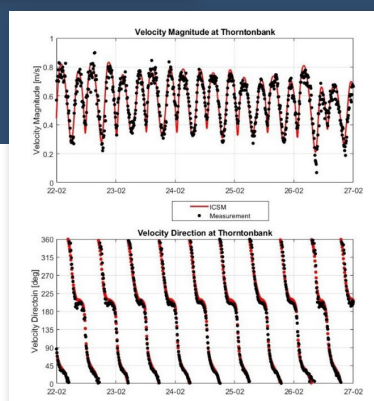 Velocity Magnitude at Thorntonbank
Velocity Magnitude [m/s]
1
0.8
0.6
0.4
0.2
0
22-02 23-02 24-02 25-02 26-02 27-02
ICSM
Measurement
Velocity Direction at Thorntonbank
Velocity Directoin [deg]
360
315
270
225
180
135
90
45
0
22-02 23-02 24-02 25-02 26-02 27-02